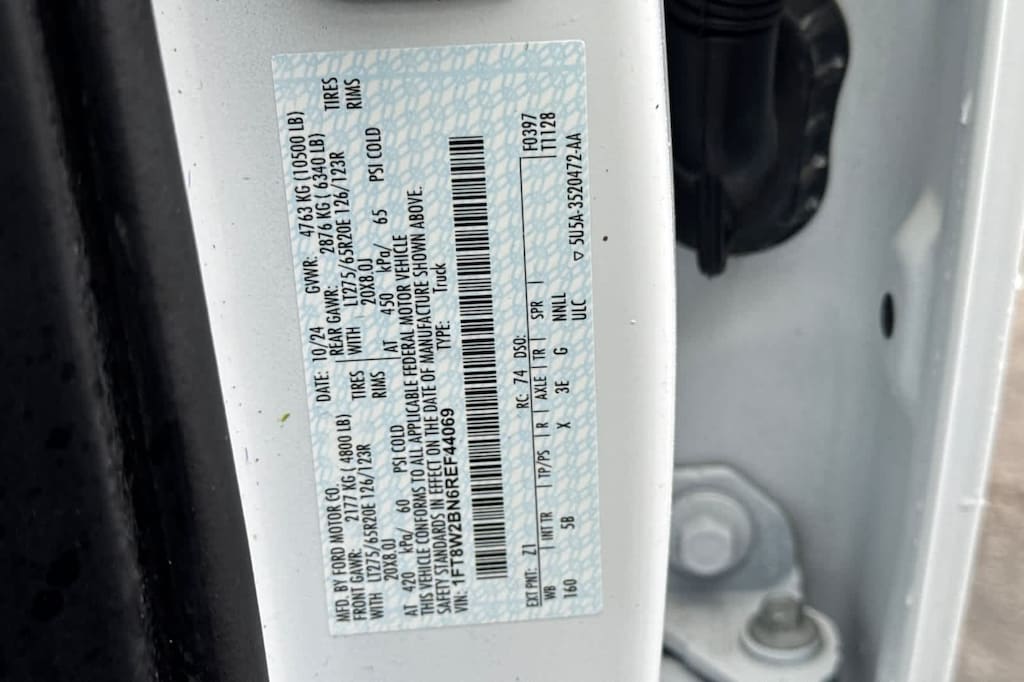 MFD. BY FORD MOTOR CO. DATE: 10/24 GVWR: 4763 KG (10500 LB)
FRONT GAWR: 2177 KG ( 4800 LB) REAR GAWR: 2876 KG ( 6340 LB)
WITH LT275/65R20E 126/123R TIRES WITH LT275/65R20E 126/123R TIRES
20X8.0J RIMS 20X8.0J RIMS
AT 420 kPa/ 60 PSI COLD AT 450 kPa/ 65 PSI COLD
THIS VEHICLE CONFORMS TO ALL APPLICABLE FEDERAL MOTOR VEHICLE
SAFETY STANDARDS IN EFFECT ON THE DATE OF MANUFACTURE SHOWN ABOVE.
VIN: 1FT8W2BN6REF44069 TYPE: Truck
EXT PNT: Z1 RC: 74 DSO: F0397
WB INT TR TP/PS R AXLE TR SPR T1128
160 5B X 3E G NNLL
ULC ▽ 5U5A-3520472-AA